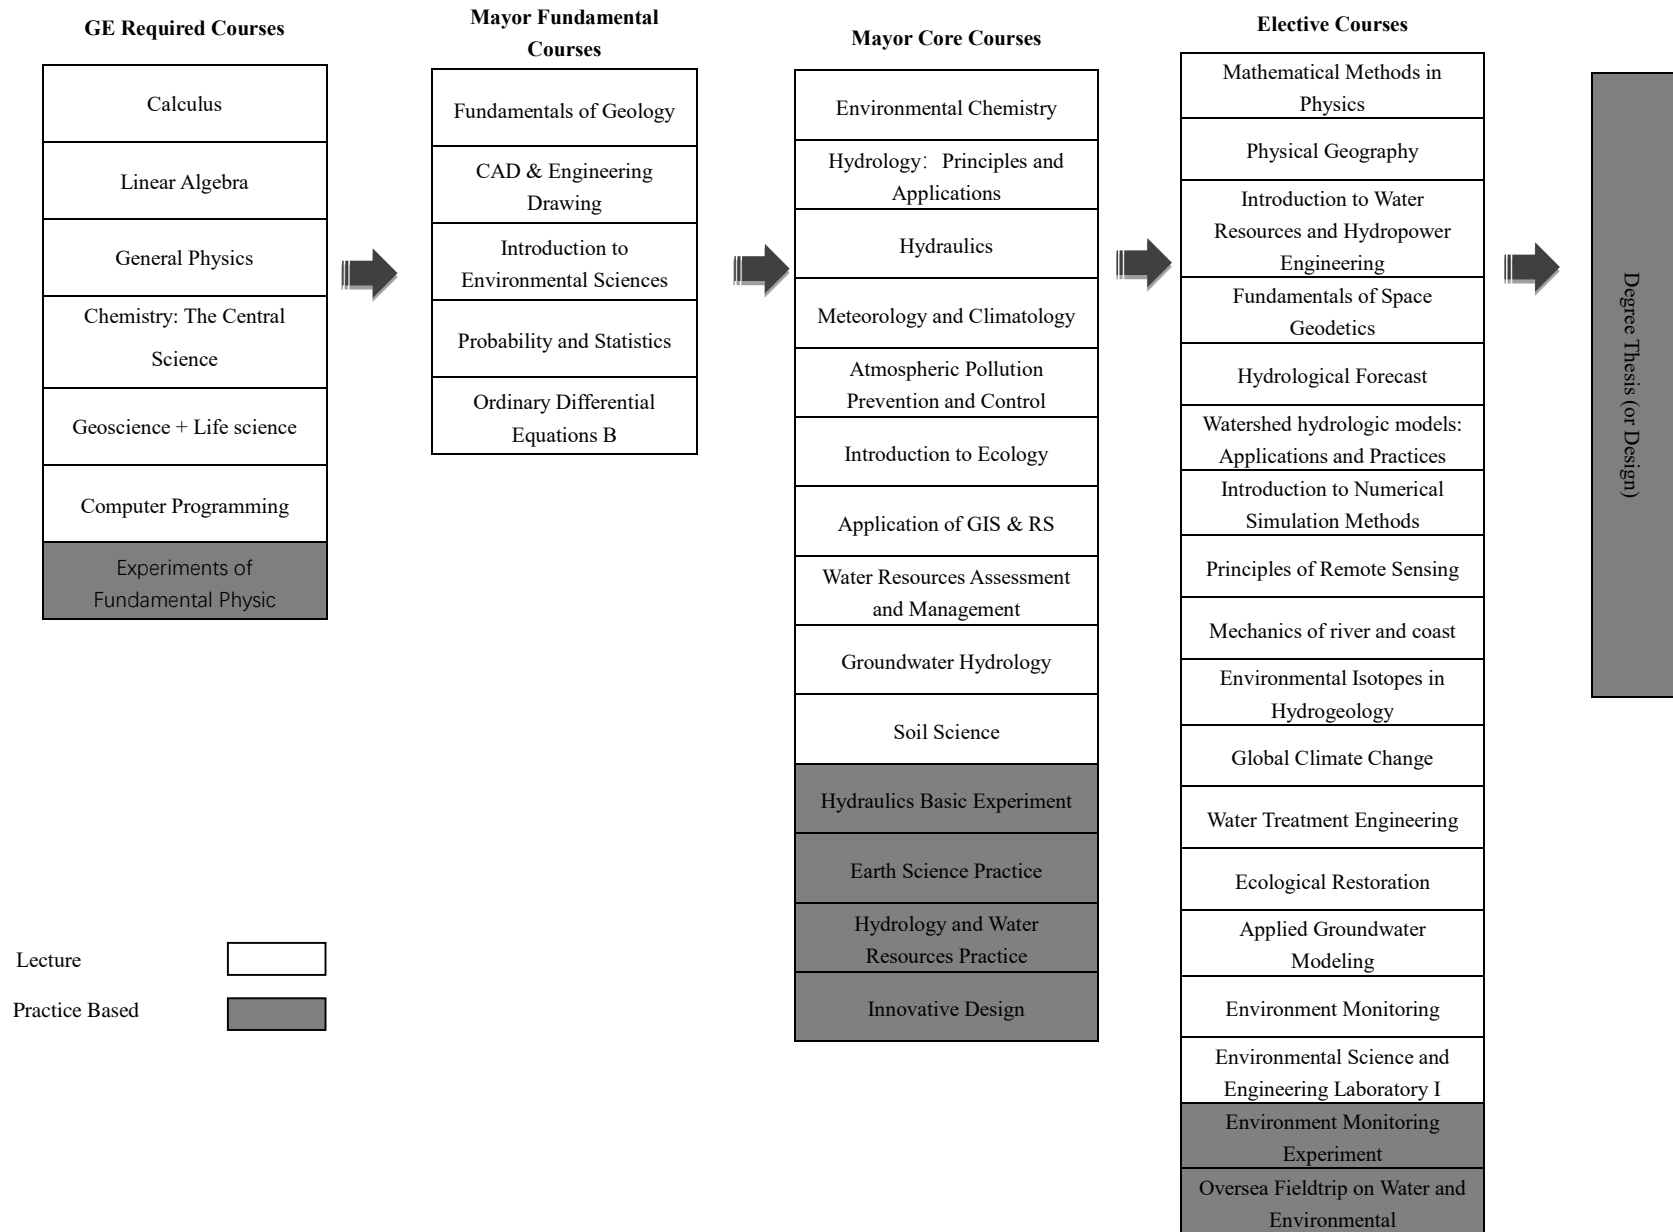 GE Required Courses
Calculus
Linear Algebra
General Physics
Chemistry: The Central
Science
Geoscience + Life science
Computer Programming
Experiments of
Fundamental Physic
Mayor Fundamental
Courses
Fundamentals of Geology
CAD & Engineering
Drawing
Introduction to
Environmental Sciences
Probability and Statistics
Ordinary Differential
Equations B
Mayor Core Courses
Environmental Chemistry
Hydrology：Principles and
Applications
Hydraulics
Meteorology and Climatology
Atmospheric Pollution
Prevention and Control
Introduction to Ecology
Application of GIS & RS
Water Resources Assessment
and Management
Groundwater Hydrology
Soil Science
Hydraulics Basic Experiment
Earth Science Practice
Hydrology and Water
Resources Practice
Innovative Design
Elective Courses
Mathematical Methods in
Physics
Physical Geography
Introduction to Water
Resources and Hydropower
Engineering
Fundamentals of Space
Geodetics
Hydrological Forecast
Watershed hydrologic models:
Applications and Practices
Introduction to Numerical
Simulation Methods
Principles of Remote Sensing
Mechanics of river and coast
Environmental Isotopes in
Hydrogeology
Global Climate Change
Water Treatment Engineering
Ecological Restoration
Applied Groundwater
Modeling
Environment Monitoring
Environmental Science and
Engineering Laboratory I
Environment Monitoring
Experiment
Oversea Fieldtrip on Water and
Environmental
Degree Thesis (or Design)
Lecture
Practice Based